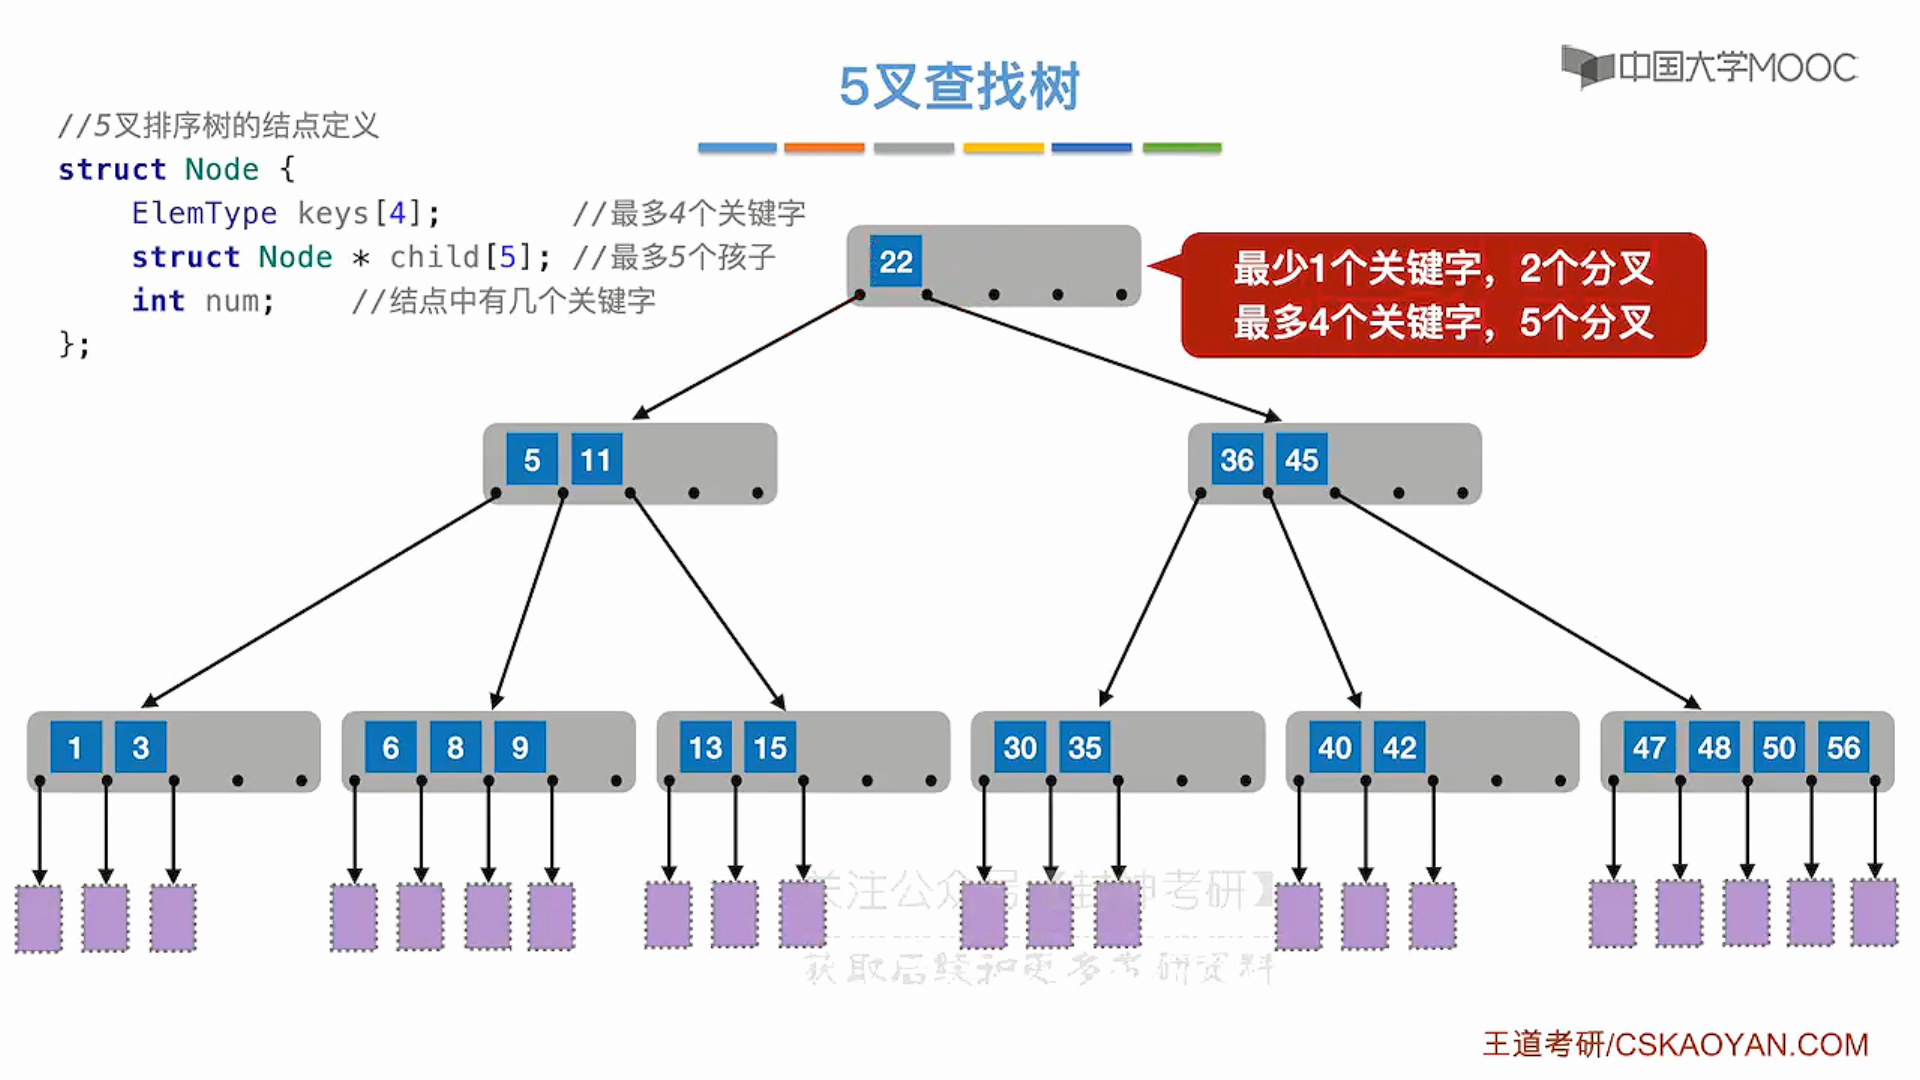 中国大学MOOC
5叉查找树
//5叉排序树的结点定义
struct Node {
ElemType keys[4]; //最多4个关键字
struct Node * child[5]; //最多5个孩子
int num; //结点中有几个关键字
};
22
最少1个关键字，2个分叉
最多4个关键字，5个分叉
5 11
36 45
1 3
6 8 9
13 15
30 35
40 42
47 48 50 56
关注公众号【封神考研】
获取后续和更多考研资料
王道考研/CSKAOYAN.COM